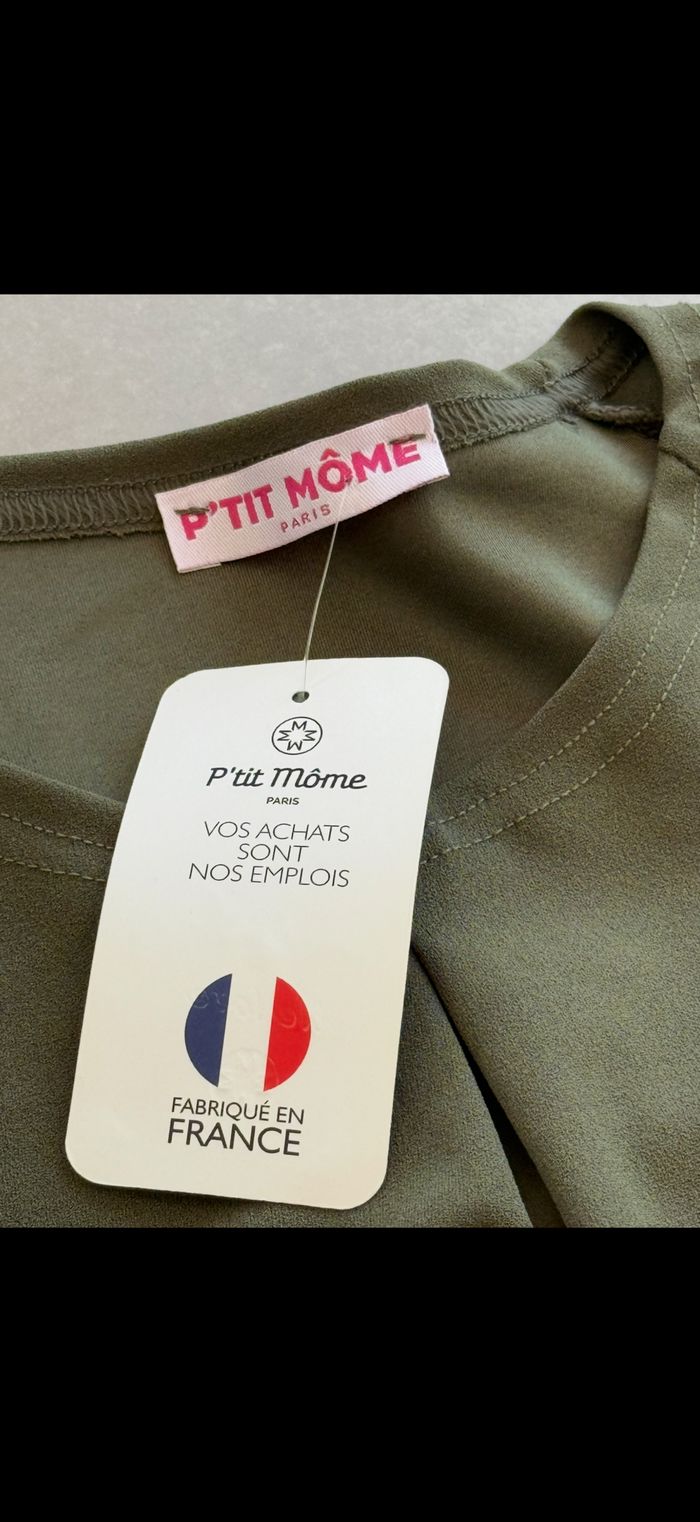 P'TIT MÔME
PARIS
P'tit Môme
PARIS
VOS ACHATS
SONT
NOS EMPLOIS
FABRIQUÉ EN
FRANCE